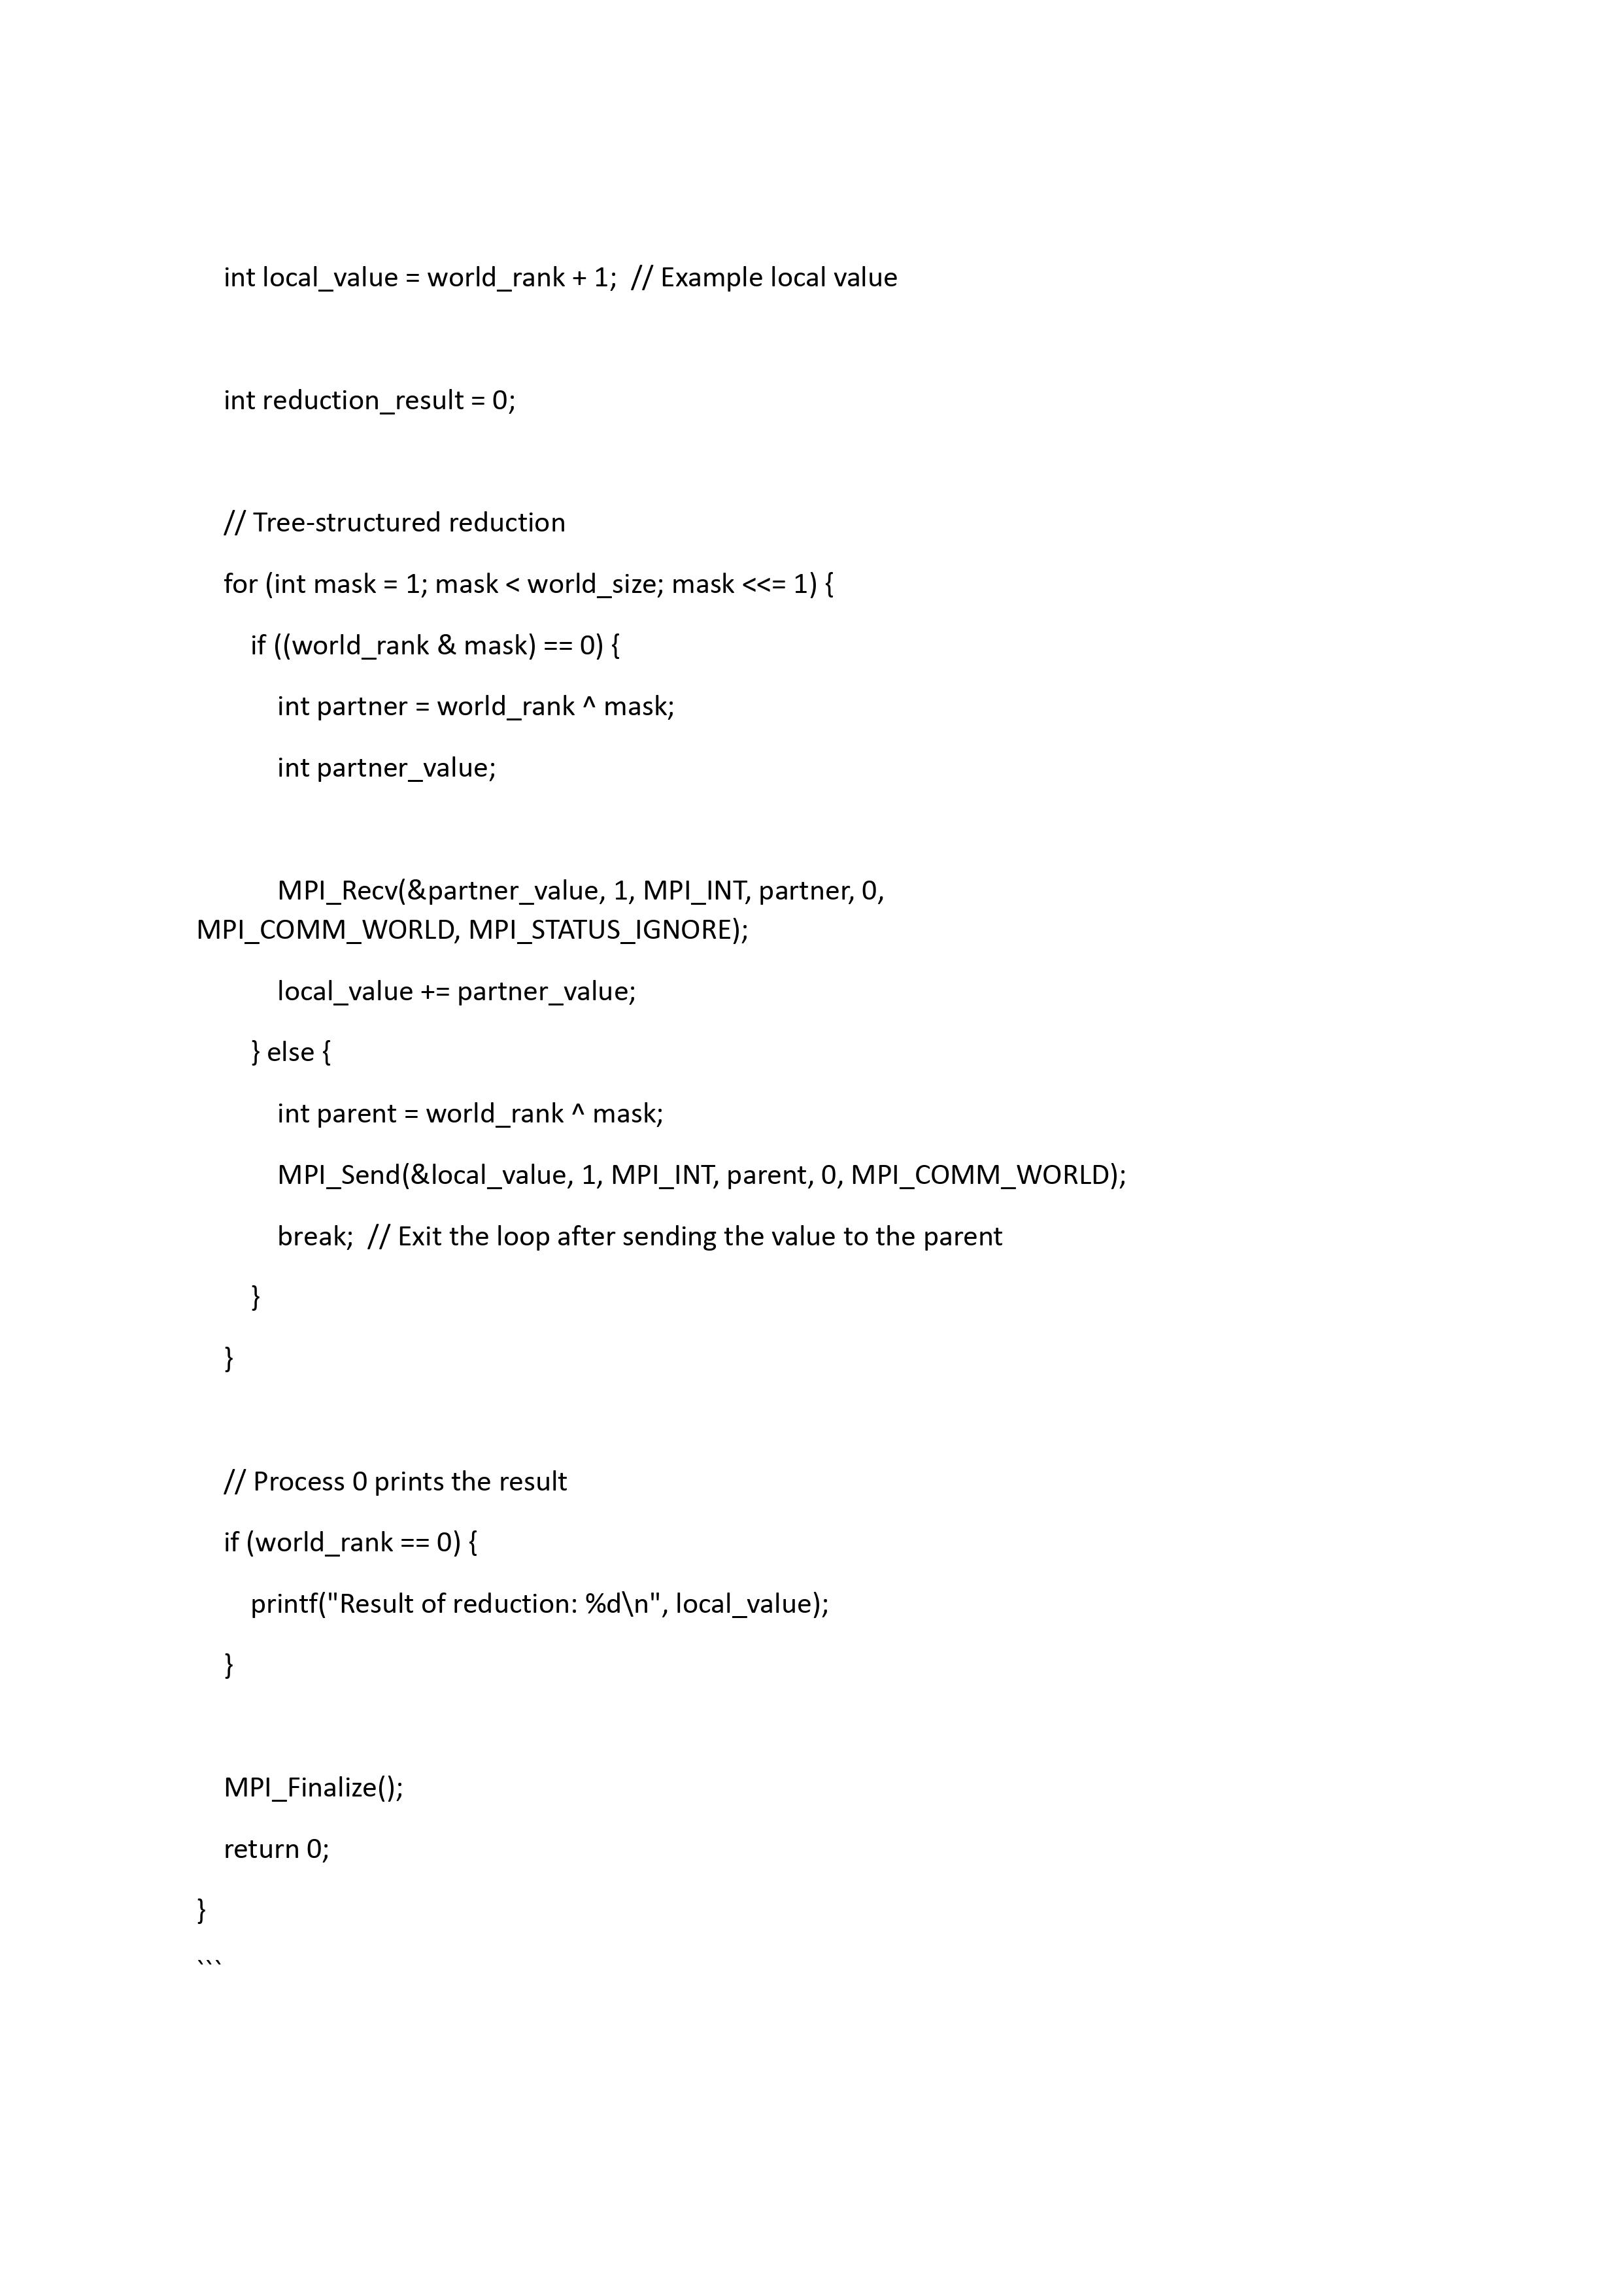 int local_value = world_rank + 1;  // Example local value
int reduction_result = 0;
// Tree-structured reduction
for (int mask = 1; mask < world_size; mask <<= 1) {
if ((world_rank & mask) == 0) {
int partner = world_rank ^ mask;
int partner_value;
MPI_Recv(&partner_value, 1, MPI_INT, partner, 0,
MPI_COMM_WORLD, MPI_STATUS_IGNORE);
local_value += partner_value;
} else {
int parent = world_rank ^ mask;
MPI_Send(&local_value, 1, MPI_INT, parent, 0, MPI_COMM_WORLD);
break;  // Exit the loop after sending the value to the parent
}
}
// Process 0 prints the result
if (world_rank == 0) {
printf("Result of reduction: %d\n", local_value);
}
MPI_Finalize();
return 0;
}
```